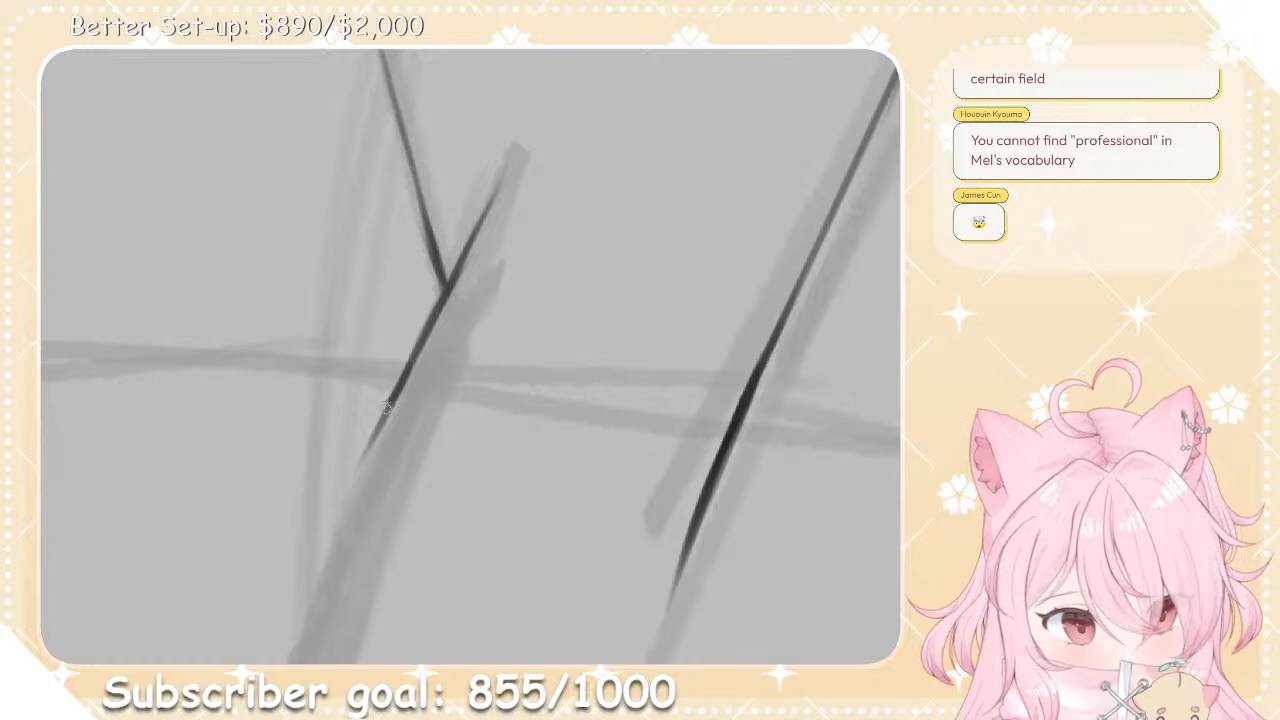 Better Set-up: $890/$2,000
certain field
Hououin Kyouma
You cannot find "professional" in
Mel's vocabulary
James Cun
🤯
Subscriber goal: 855/1000